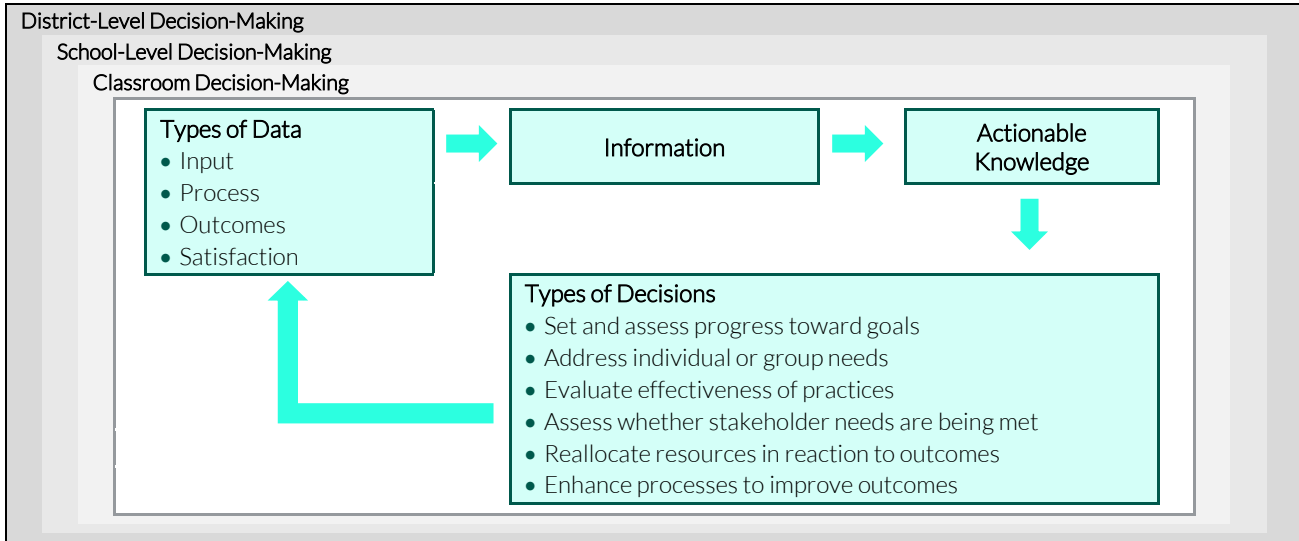 District-Level Decision-Making
School-Level Decision-Making
Classroom Decision-Making
Types of Data
• Input
• Process
• Outcomes
• Satisfaction
Information
Actionable
Knowledge
Types of Decisions
• Set and assess progress toward goals
• Address individual or group needs
• Evaluate effectiveness of practices
• Assess whether stakeholder needs are being met
• Reallocate resources in reaction to outcomes
• Enhance processes to improve outcomes